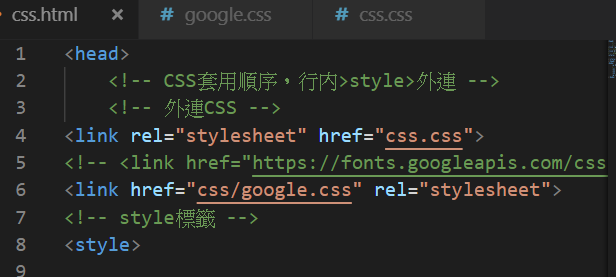 css.html × # google.css # css.css
1 <head>
2 <!-- CSS套用順序，行内>style>外連 -->
3 <!-- 外連CSS -->
4 <link rel="stylesheet" href="css.css">
5 <!-- <link href="https://fonts.googleapis.com/css
6 <link href="css/google.css" rel="stylesheet">
7 <!-- style標籤 -->
8 <style>
9